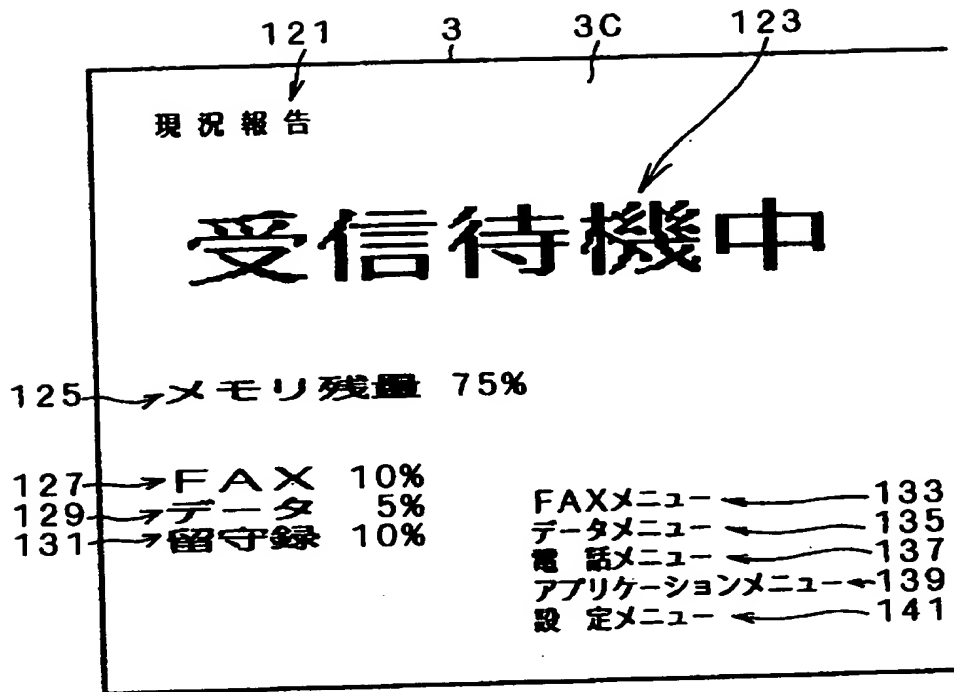 121 3 3C 123
現況報告
受信待機中
125 メモリ残量 75%
127 FAX 10%
129 データ 5%
131 留守録 10%
FAXメニュー 133
データメニュー 135
電 話メニュー 137
アプリケーションメニュー 139
設 定メニュー 141